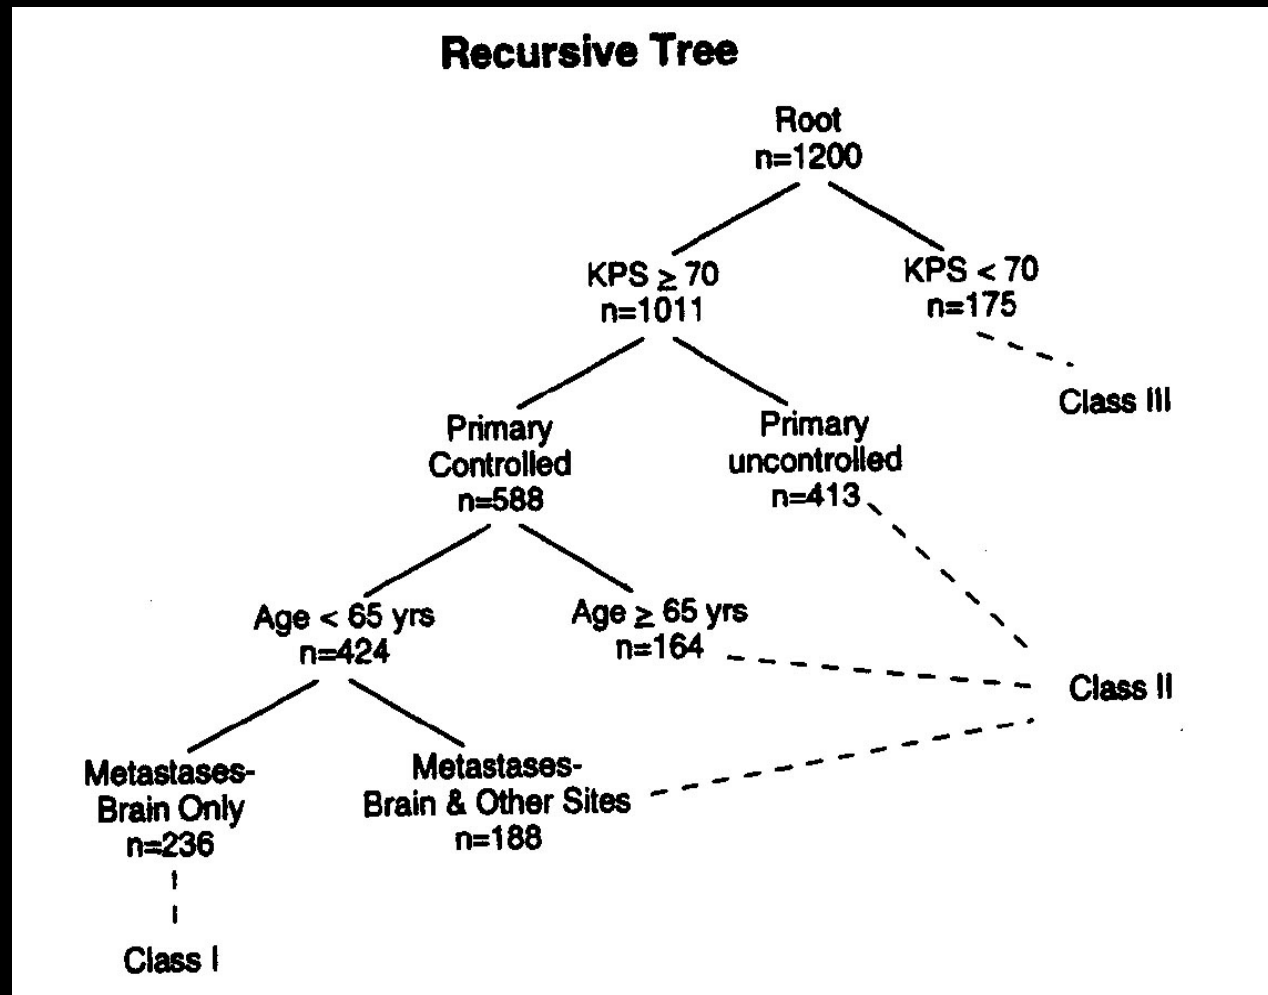 Recursive Tree
Root
n=1200
KPS ≥ 70
n=1011
KPS < 70
n=175
Class III
Primary
Controlled
n=588
Primary
uncontrolled
n=413
Age < 65 yrs
n=424
Age ≥ 65 yrs
n=164
Class II
Metastases-
Brain Only
n=236
Metastases-
Brain & Other Sites
n=188
Class I